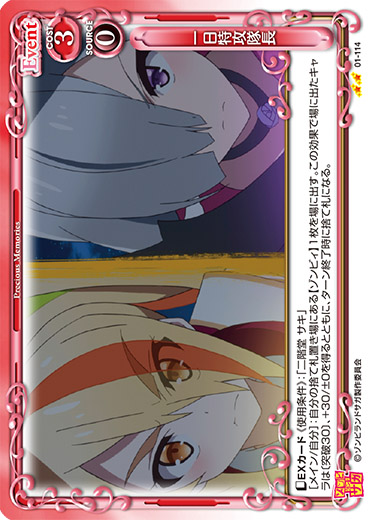 Event
COST
3
SOURCE
0
一日特攻隊長
01-114
Precious Memories
■EXカード《使用条件》:「二階堂 サキ」
[メイン/自分]:自分の捨て札置き場にある【ゾンビィ】1枚を場に出す。この効果で場に出たキャ
ラは〔突破30〕、+30/±0を得るとともに、ターン終了時に捨て札になる。
©ゾンビランドサガ製作委員会